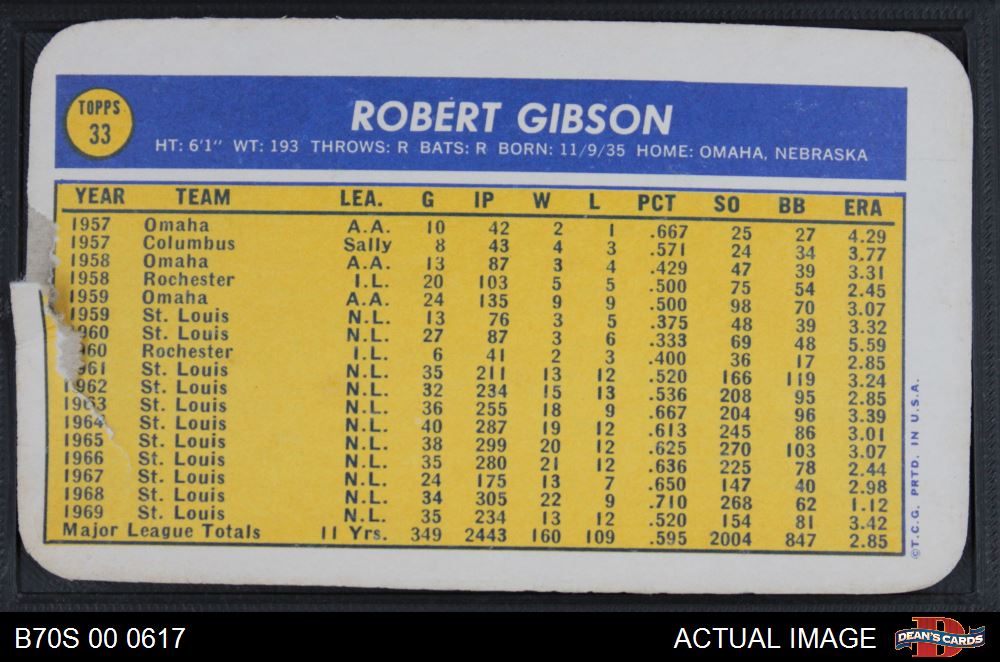 TOPPS
33
ROBERT GIBSON
HT: 6'1" WT: 193 THROWS: R BATS: R BORN: 11/9/35 HOME: OMAHA, NEBRASKA
YEAR TEAM LEA. G IP W L PCT SO BB ERA
1957 Omaha A.A. 10 42 2 1 .667 25 27 4.29
1957 Columbus Sally 8 43 4 3 .571 24 34 3.77
1958 Omaha A.A. 13 87 3 4 .429 47 39 3.31
1958 Rochester I.L. 20 103 5 5 .500 75 54 2.45
1959 Omaha A.A. 24 135 9 9 .500 98 70 3.07
1959 St. Louis N.L. 13 76 3 5 .375 48 39 3.32
960 St. Louis N.L. 27 87 3 6 .333 69 48 5.59
960 Rochester I.L. 6 41 2 3 .400 36 17 2.85
961 St. Louis N.L. 35 211 13 12 .520 166 119 3.24
1962 St. Louis N.L. 32 234 15 13 .536 208 95 2.85
1963 St. Louis N.L. 36 255 18 9 .667 204 96 3.39
1964 St. Louis N.L. 40 287 19 12 .613 245 86 3.01
1965 St. Louis N.L. 38 299 20 12 .625 270 103 3.07
1966 St. Louis N.L. 35 280 21 12 .636 225 78 2.44
1967 St. Louis N.L. 24 175 13 7 .650 147 40 2.98
1968 St. Louis N.L. 34 305 22 9 .710 268 62 1.12
1969 St. Louis N.L. 35 234 13 12 .520 154 81 3.42
Major League Totals 11 Yrs. 349 2443 160 109 .595 2004 847 2.85
©T.C.G. PRTD. IN U.S.A.
B70S 00 0617
ACTUAL IMAGE
D
DEAN'S CARDS